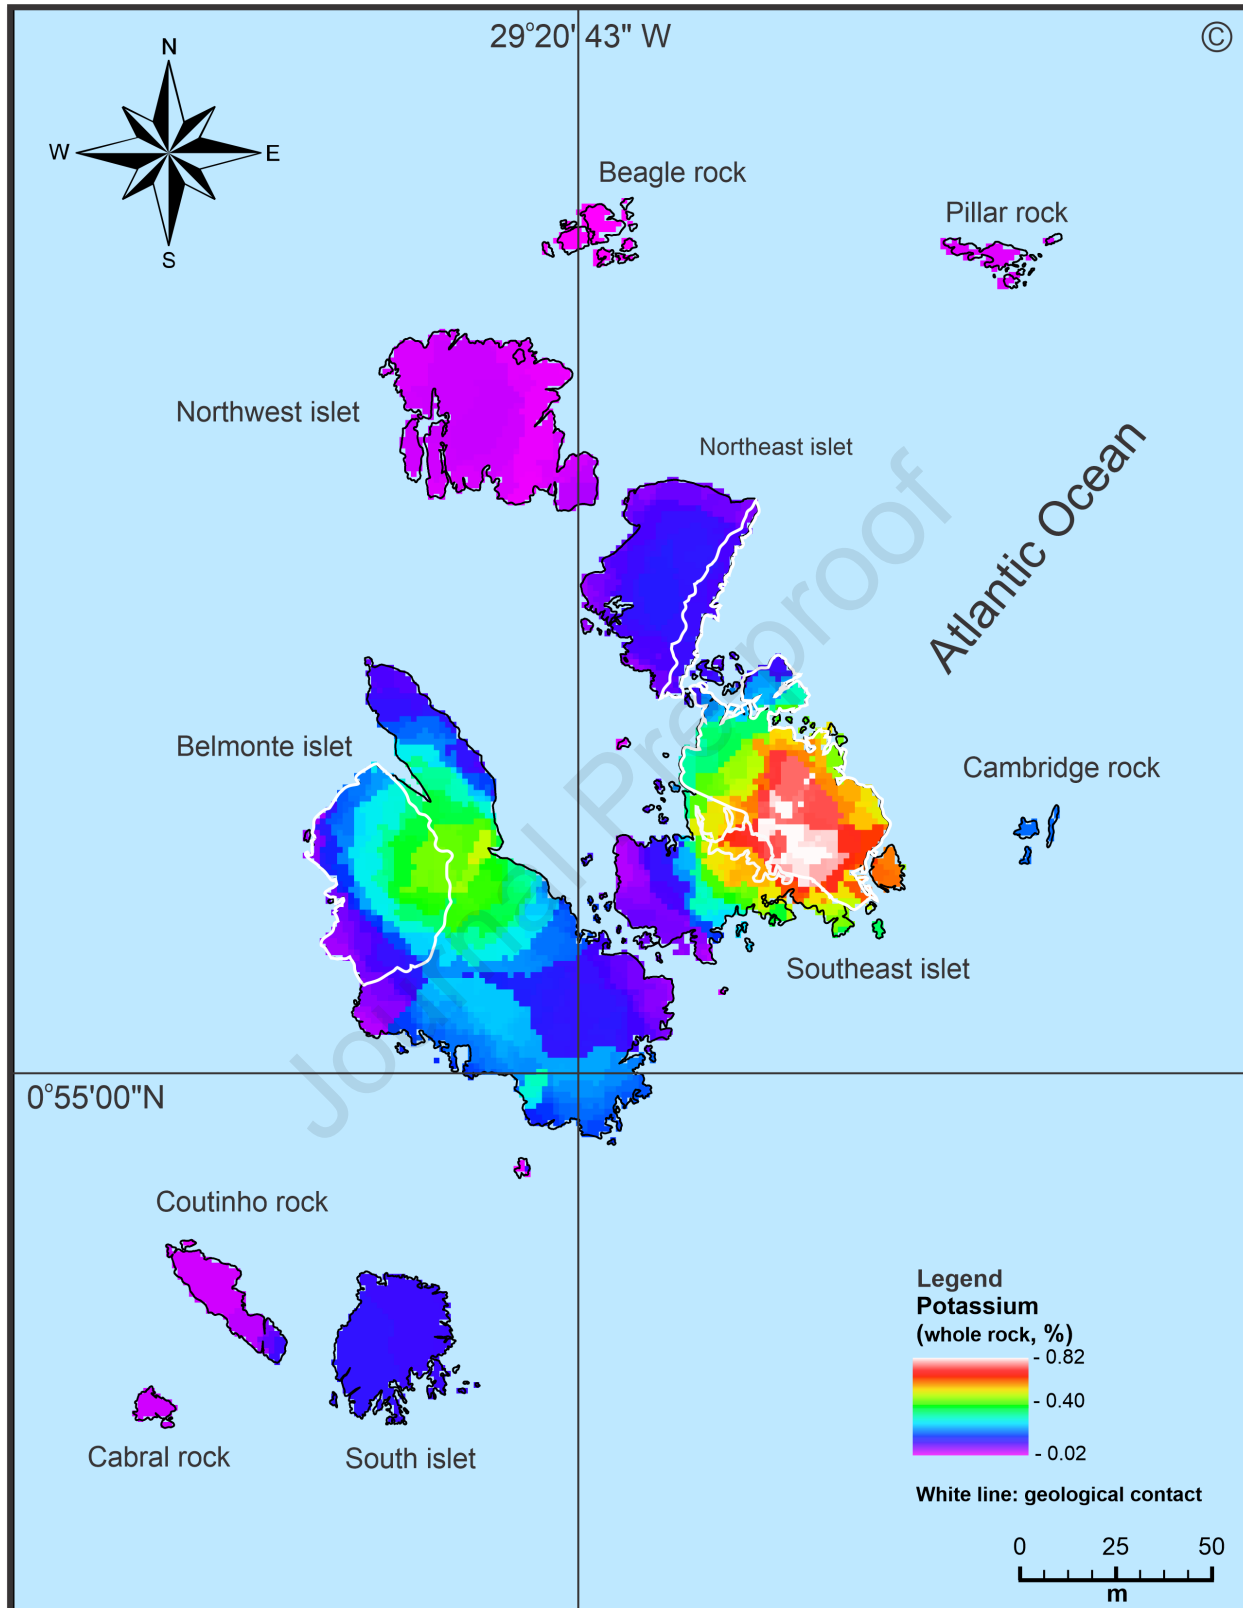 29°20' 43" W
©
N
W E
S
Beagle rock
Pillar rock
Northwest islet
Northeast islet
Atlantic Ocean
Belmonte islet
Cambridge rock
Southeast islet
Journal Pre-proof
0°55'00"N
Coutinho rock
Cabral rock
South islet
Legend
Potassium
(whole rock, %)
- 0.82
- 0.40
- 0.02
White line: geological contact
0 25 50
m